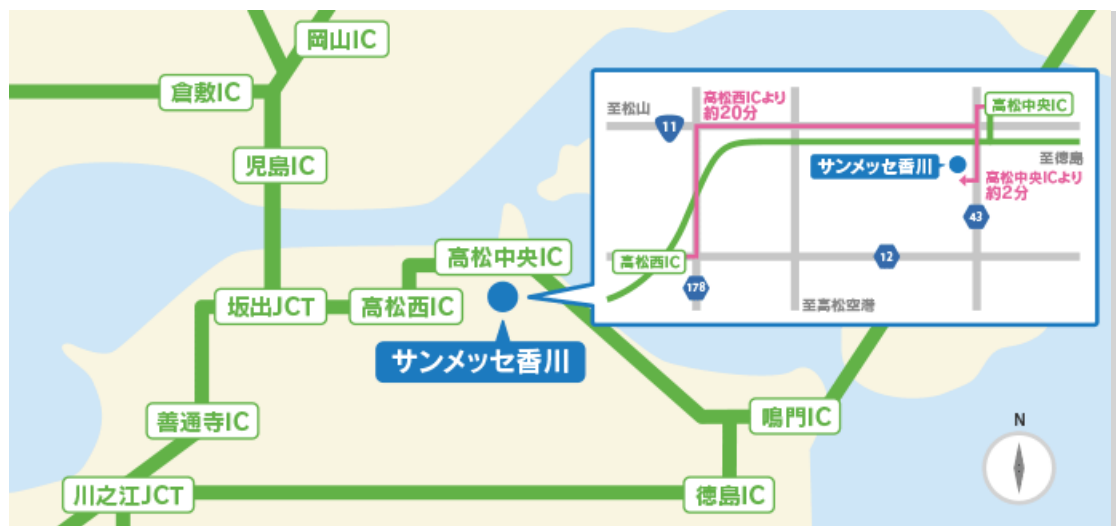 岡山IC
倉敷IC
児島IC
高松中央IC
坂出JCT
高松西IC
サンメッセ香川
善通寺IC
鳴門IC
川之江JCT
徳島IC
N
至松山
11
高松西ICより
約20分
高松中央IC
至徳島
サンメッセ香川
高松中央ICより
約2分
43
高松西IC
12
178
至高松空港